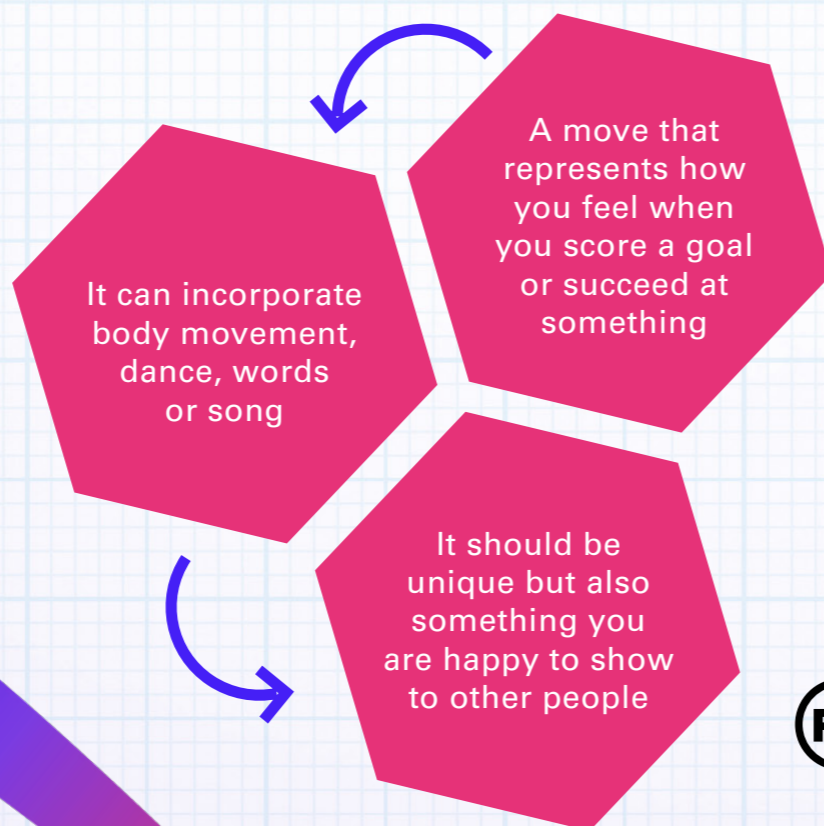 A move that
represents how
you feel when
you score a goal
or succeed at
something
It can incorporate
body movement,
dance, words
or song
It should be
unique but also
something you
are happy to show
to other people